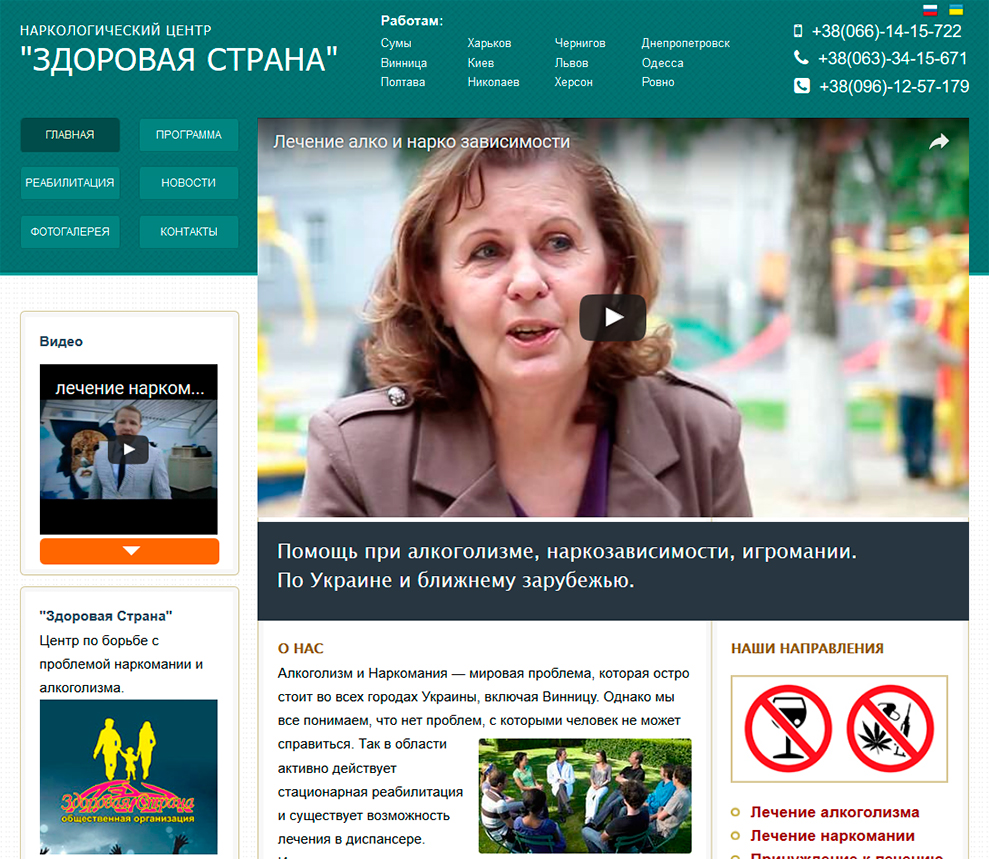 НАРКОЛОГИЧЕСКИЙ ЦЕНТР
"ЗДОРОВАЯ СТРАНА"
Работам:
Сумы Харьков Чернигов Днепропетровск
Винница Киев Львов Одесса
Полтава Николаев Херсон Ровно
+38(066)-14-15-722
+38(063)-34-15-671
+38(096)-12-57-179
ГЛАВНАЯ ПРОГРАММА
РЕАБИЛИТАЦИЯ НОВОСТИ
ФОТОГАЛЕРЕЯ КОНТАКТЫ
Лечение алко и нарко зависимости
Видео
лечение нарком...
"Здоровая Страна"
Центр по борьбе с
проблемой наркомании и
алкоголизма.
Здоровая Страна
общественная организация
Помощь при алкоголизме, наркозависимости, игромании.
По Украине и ближнему зарубежью.
О НАС
Алкоголизм и Наркомания — мировая проблема, которая остро
стоит во всех городах Украины, включая Винницу. Однако мы
все понимаем, что нет проблем, с которыми человек не может
справиться. Так в области
активно действует
стационарная реабилитация
и существует возможность
лечения в диспансере.
НАШИ НАПРАВЛЕНИЯ
Лечение алкоголизма
Лечение наркомании
Принуждение к лечению